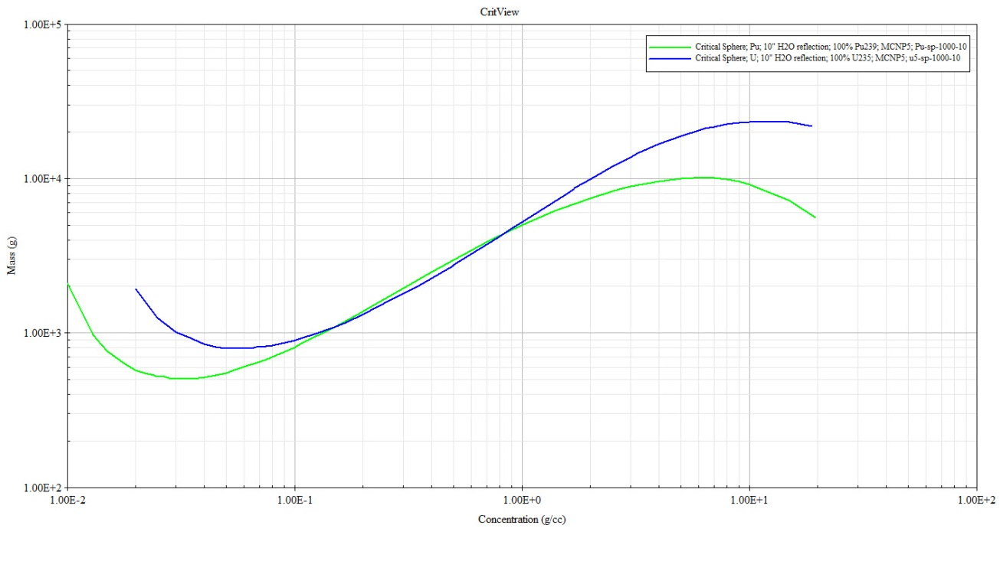 CritView
1.00E+5
Critical Sphere; Pu; 10" H2O reflection; 100% Pu239; MCNP5; Pu-sp-1000-10
Critical Sphere; U; 10" H2O reflection; 100% U235; MCNP5; u5-sp-1000-10
1.00E+4
Mass (g)
1.00E+3
1.00E+2
1.00E-2 1.00E-1 1.00E+0 1.00E+1 1.00E+2
Concentration (g/cc)